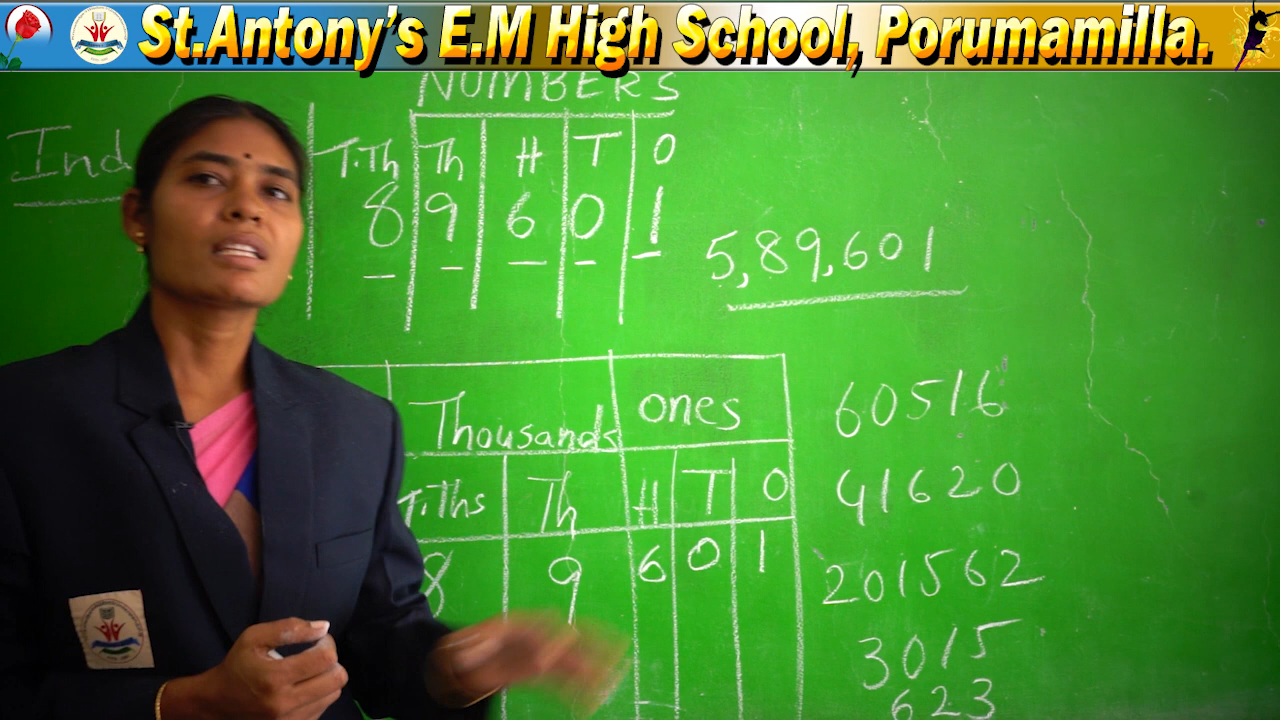 St.Antony's E.M High School, Porumamilla.
NUMBERS
T.Th Th H T O
8 9 6 0 1
5,89,601
Thousands ones
T.Ths Th H T O
8 9 6 0 1
60516
41620
201562
3015
623